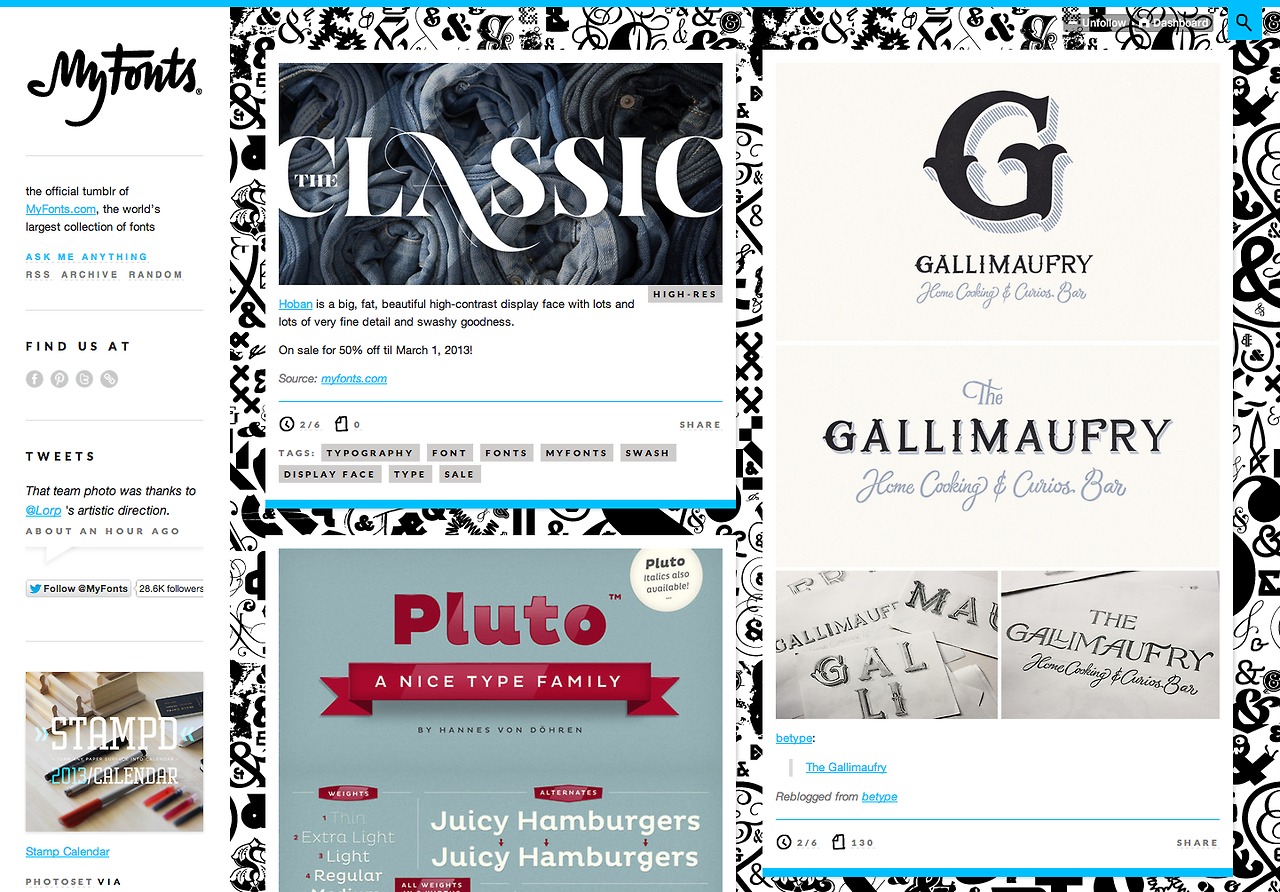 MyFonts®
the official tumblr of
MyFonts.com, the world's
largest collection of fonts
ASK ME ANYTHING
RSS ARCHIVE RANDOM
FIND US AT
TWEETS
That team photo was thanks to
@Lorp 's artistic direction.
ABOUT AN HOUR AGO
Follow @MyFonts
28.6K followers
STAMPD
2013/CALENDAR
Stamp Calendar
PHOTOSET VIA
THE CLASSIC
HIGH-RES
Hoban is a big, fat, beautiful high-contrast display face with lots and
lots of very fine detail and swashy goodness.
On sale for 50% off til March 1, 2013!
Source: myfonts.com
2/6 0
SHARE
TAGS: TYPOGRAPHY FONT FONTS MYFONTS SWASH
DISPLAY FACE TYPE SALE
Pluto
Italics also
available!
Pluto™
A NICE TYPE FAMILY
BY HANNES VON DÖHREN
WEIGHTS
1 Thin
2 Extra Light
3 Light
4 Regular
Medium
ALTERNATES
Juicy Hamburgers
Juicy Hamburgers
ALL WEIGHTS
Unfollow
Dashboard
G
GALLIMAUFRY
Home Cooking & Curios. Bar
The
GALLIMAUFRY
Home Cooking & Curios. Bar
GALLIMAUF
MAU
GAL
LI
THE
GALLIMAUFRY
Home Cooking & Curios. Bar
betype:
The Gallimaufry
Reblogged from betype
2/6 130
SHARE